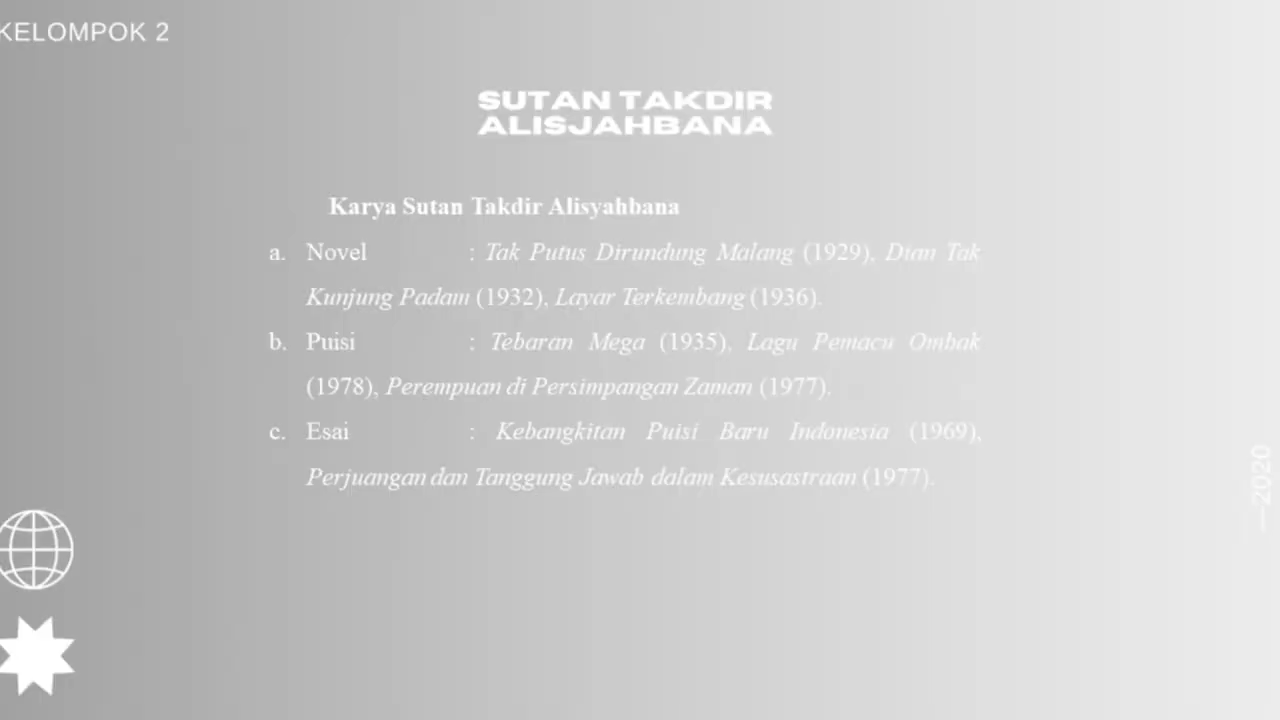 KELOMPOK 2
SUTAN TAKDIR
ALISJAHBANA
Karya Sutan Takdir Alisyahbana
a. Novel : Tak Putus Dirundung Malang (1929), Dian Tak
Kunjung Padam (1932), Layar Terkembang (1936).
b. Puisi : Tebaran Mega (1935), Lagu Pemacu Ombak
(1978), Perempuan di Persimpangan Zaman (1977).
c. Esai : Kebangkitan Puisi Baru Indonesia (1969),
Perjuangan dan Tanggung Jawab dalam Kesusastraan (1977).
—2020